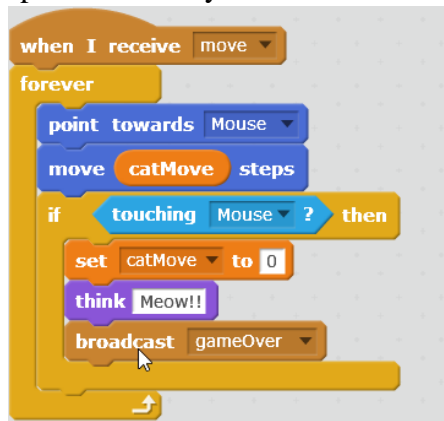 when I receive move
forever
point towards Mouse
move catMove steps
if touching Mouse ? then
set catMove to 0
think Meow!!
broadcast gameOver